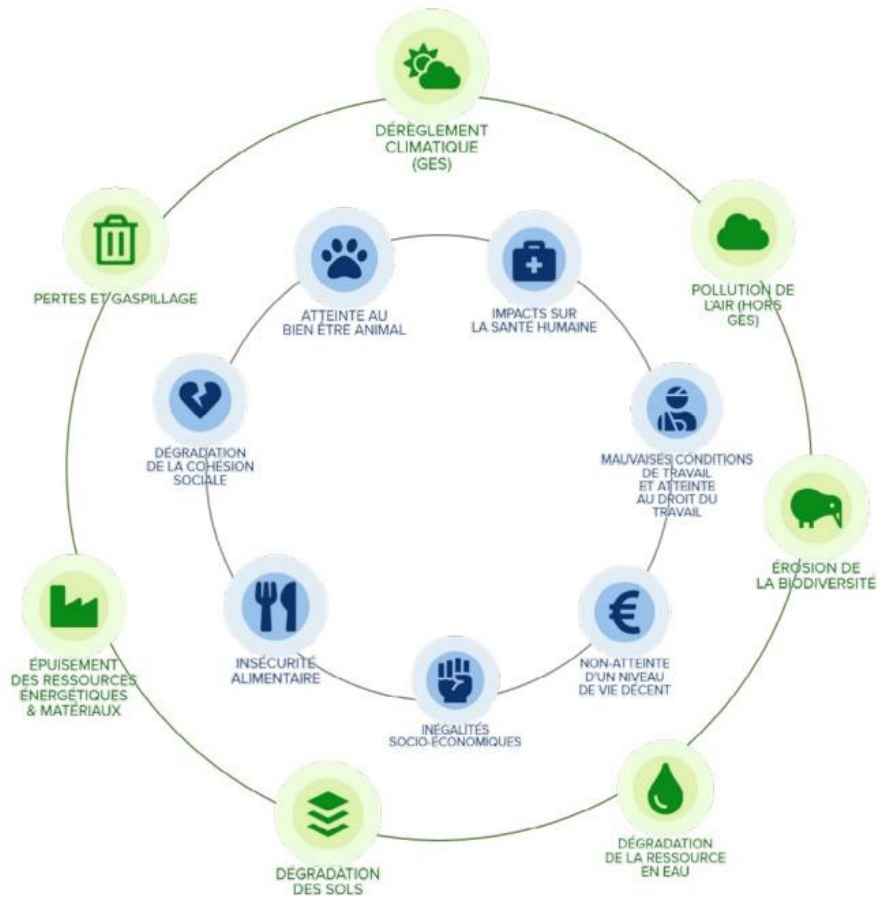 DÉRÈGLEMENT
CLIMATIQUE
(GES)
POLLUTION DE
L'AIR (HORS
GES)
ÉROSION DE
LA BIODIVERSITÉ
DÉGRADATION
DE LA RESSOURCE
EN EAU
DÉGRADATION
DES SOLS
ÉPUISEMENT
DES RESSOURCES
ÉNERGÉTIQUES
& MATÉRIAUX
PERTES ET GASPILLAGE
ATTEINTE AU
BIEN ÊTRE ANIMAL
IMPACTS SUR
LA SANTÉ HUMAINE
MAUVAISES CONDITIONS
DE TRAVAIL
ET ATTEINTE
AU DROIT DU
TRAVAIL
NON-ATTEINTE
D'UN NIVEAU
DE VIE DÉCENT
INÉGALITÉS
SOCIO-ÉCONOMIQUES
INSÉCURITÉ
ALIMENTAIRE
DÉGRADATION
DE LA COHÉSION
SOCIALE